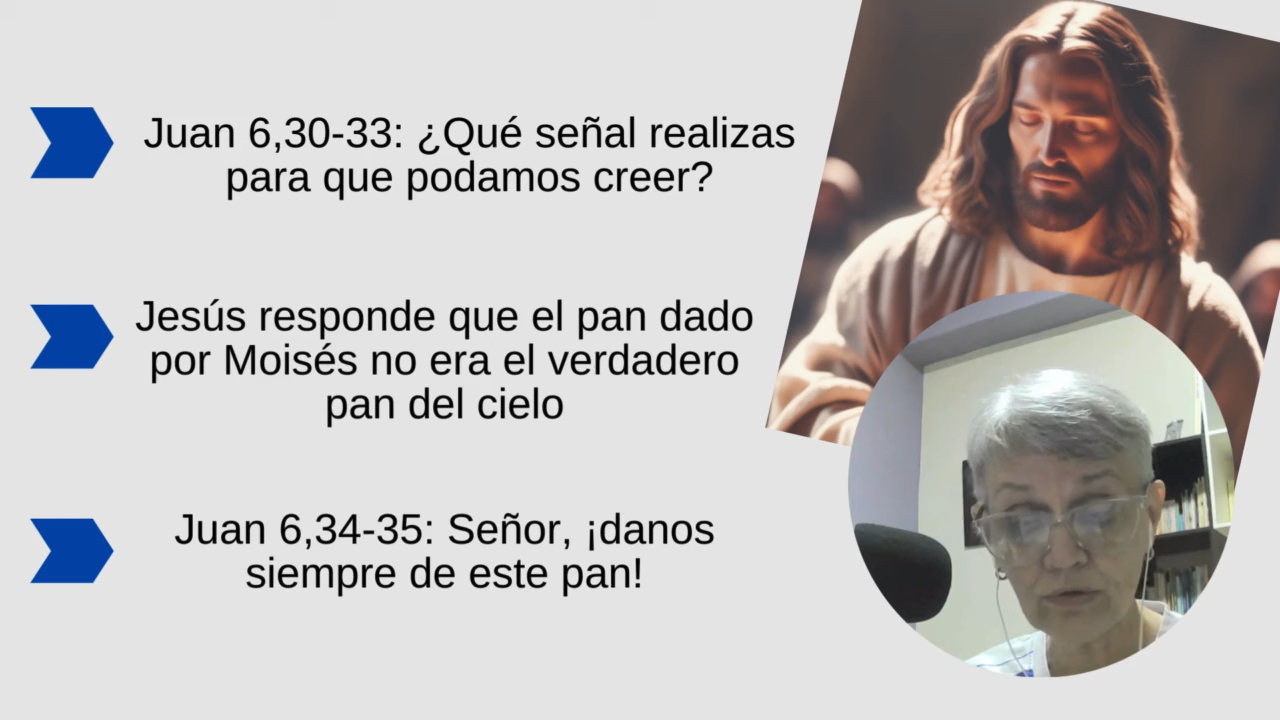 Juan 6,30-33: ¿Qué señal realizas
para que podamos creer?
Jesús responde que el pan dado
por Moisés no era el verdadero
pan del cielo
Juan 6,34-35: Señor, ¡danos
siempre de este pan!